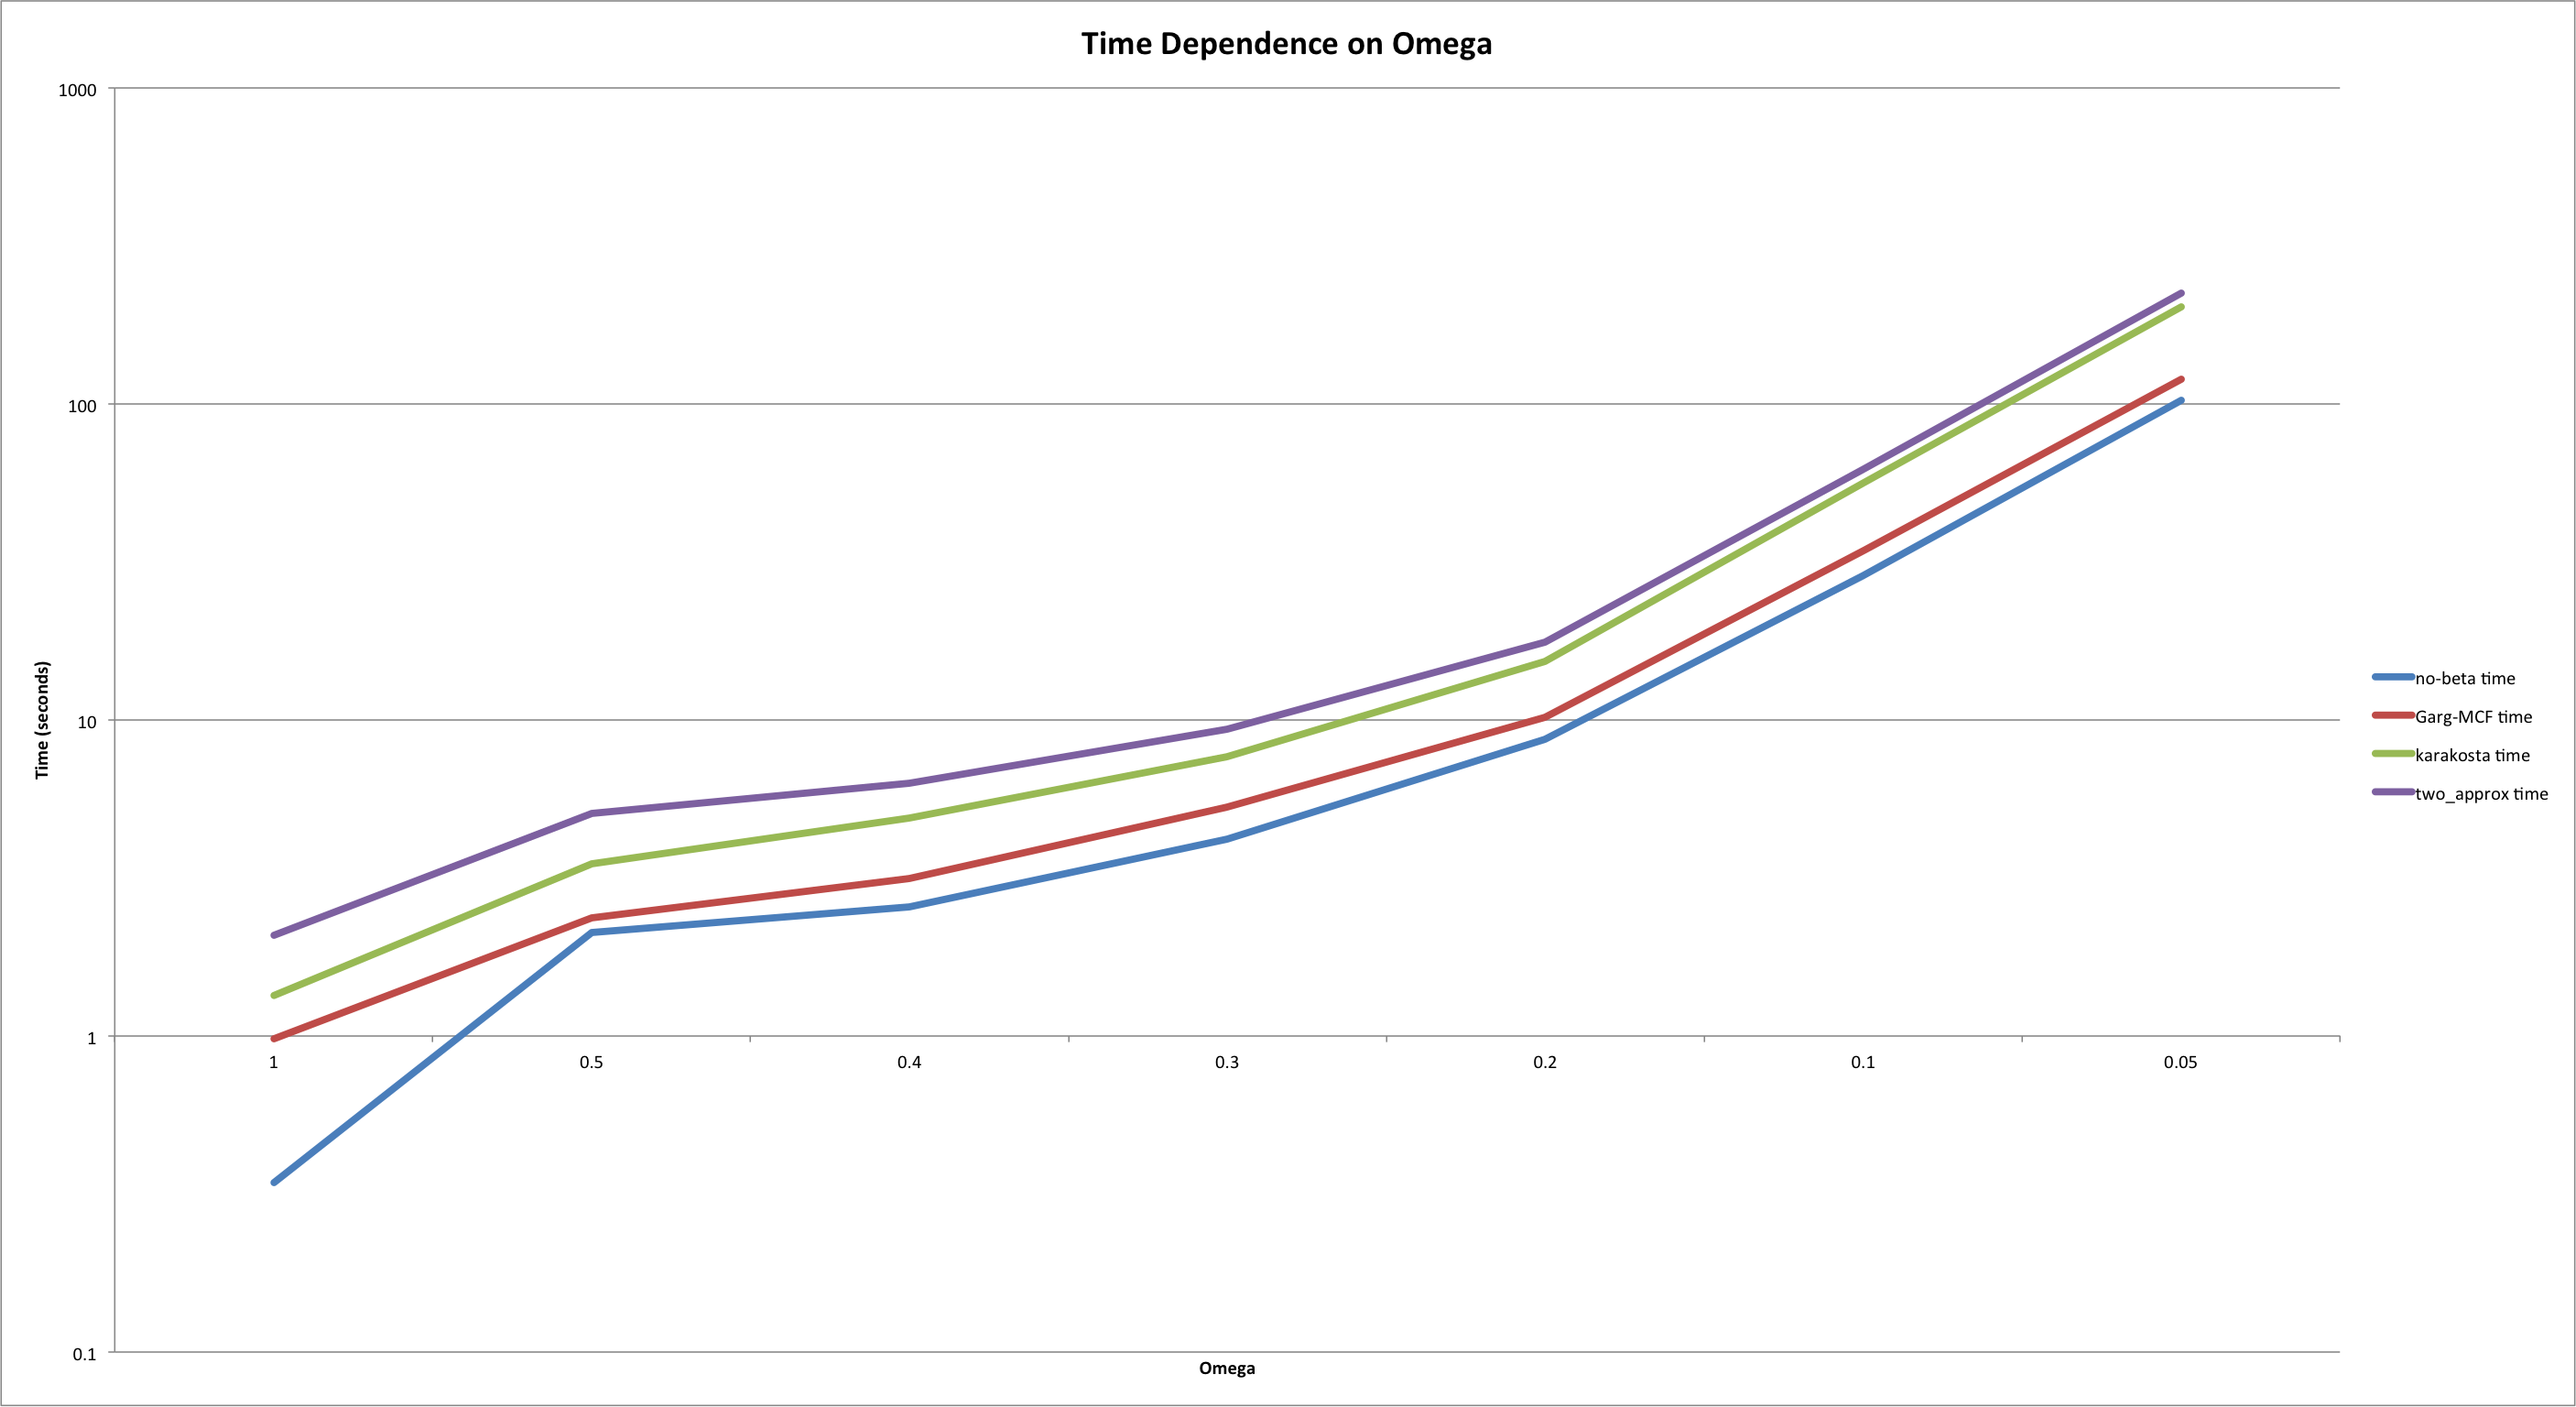 Time Dependence on Omega
1000
100
10
1
0.1
Time (seconds)
1
0.5
0.4
0.3
0.2
0.1
0.05
Omega
no-beta time
Garg-MCF time
karakosta time
two_approx time